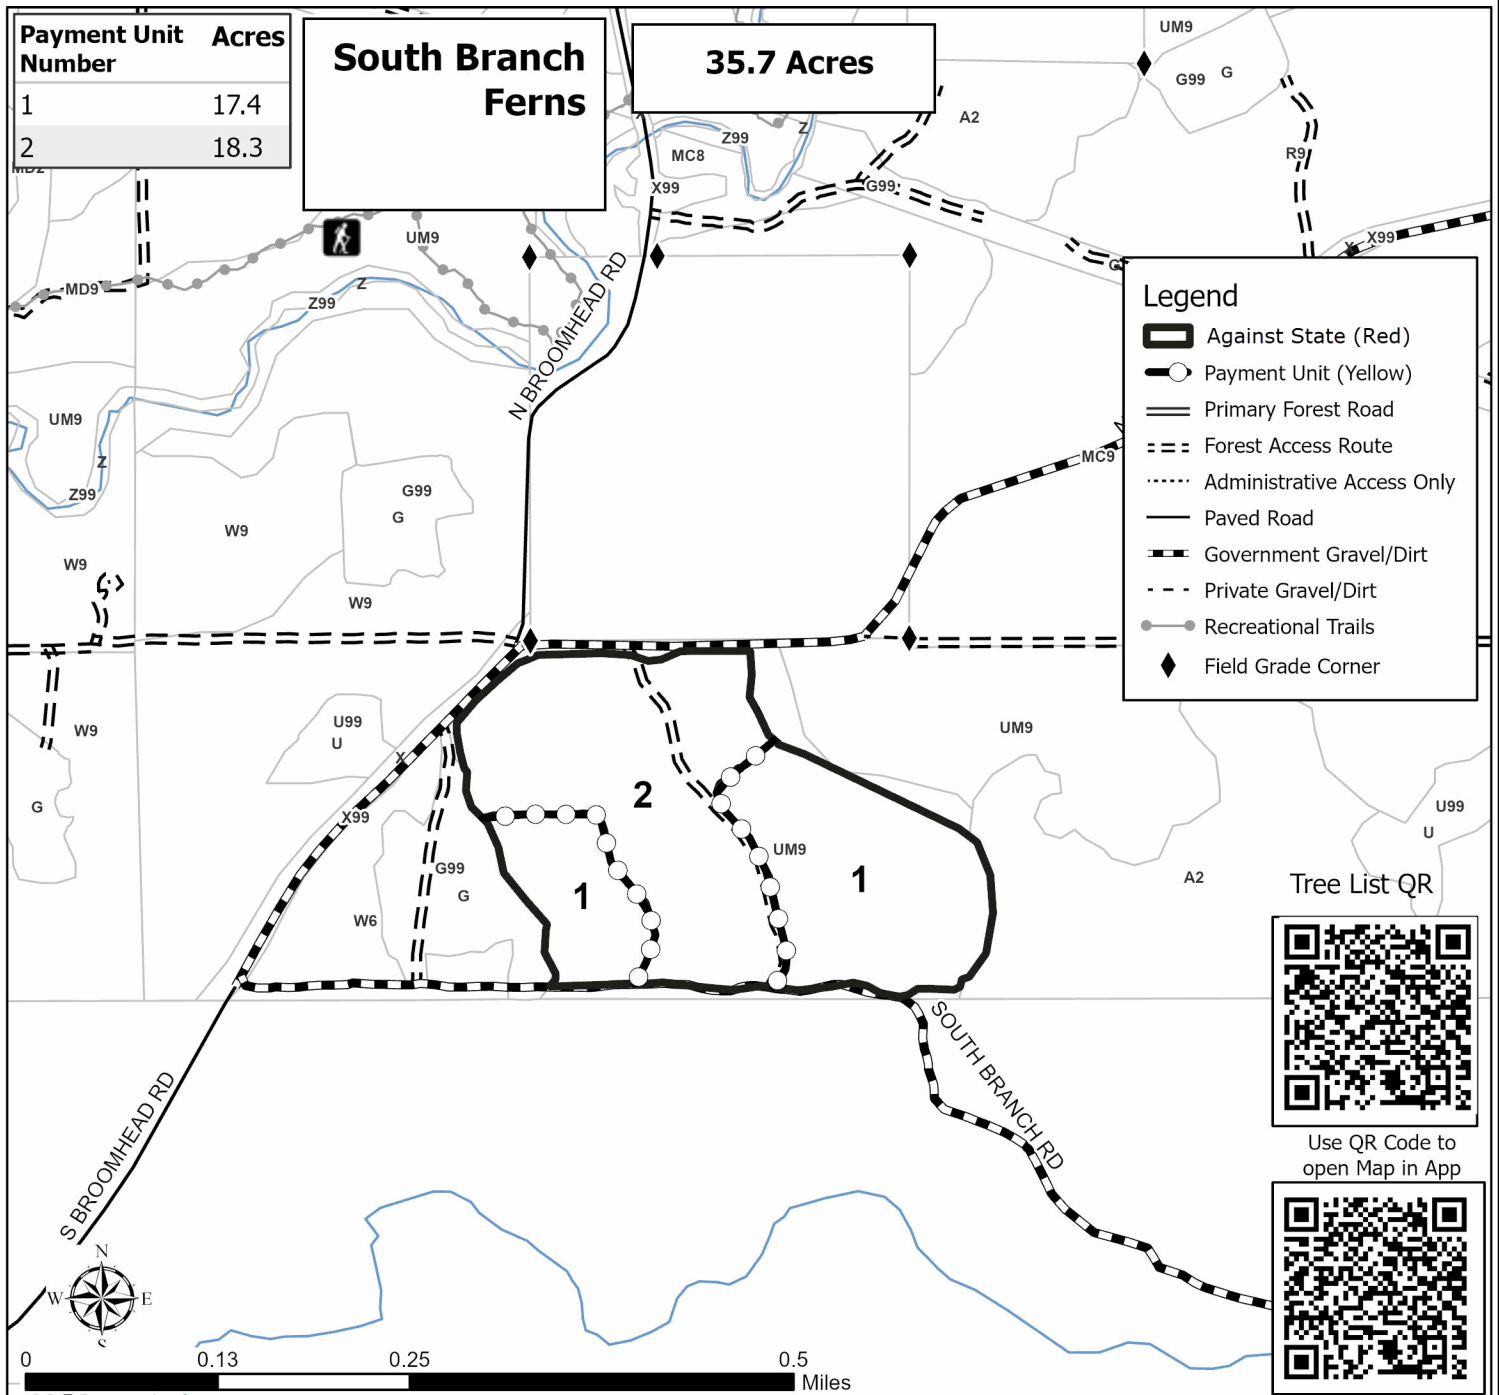 Payment Unit Number Acres
1 17.4
2 18.3
South Branch
Ferns
35.7 Acres
UM9
G99 G
A2
Z99
Z
MC8
R9
X99
G99
UM9
X X99
MD9
Z
Z99
N BROOMHEAD RD
Legend
Against State (Red)
Payment Unit (Yellow)
Primary Forest Road
Forest Access Route
Administrative Access Only
Paved Road
Government Gravel/Dirt
Private Gravel/Dirt
Recreational Trails
Field Grade Corner
UM9
MC9
Z
Z99
G99
G
W9
W9
W9
U99
U
W9
UM9
X
2
G
X99
U99
U
UM9
G99
G
1
1
A2
W6
Tree List QR
SOUTH BRANCH RD
S BROOMHEAD RD
Use QR Code to
open Map in App
N
W E
S
0 0.13 0.25 0.5
Miles